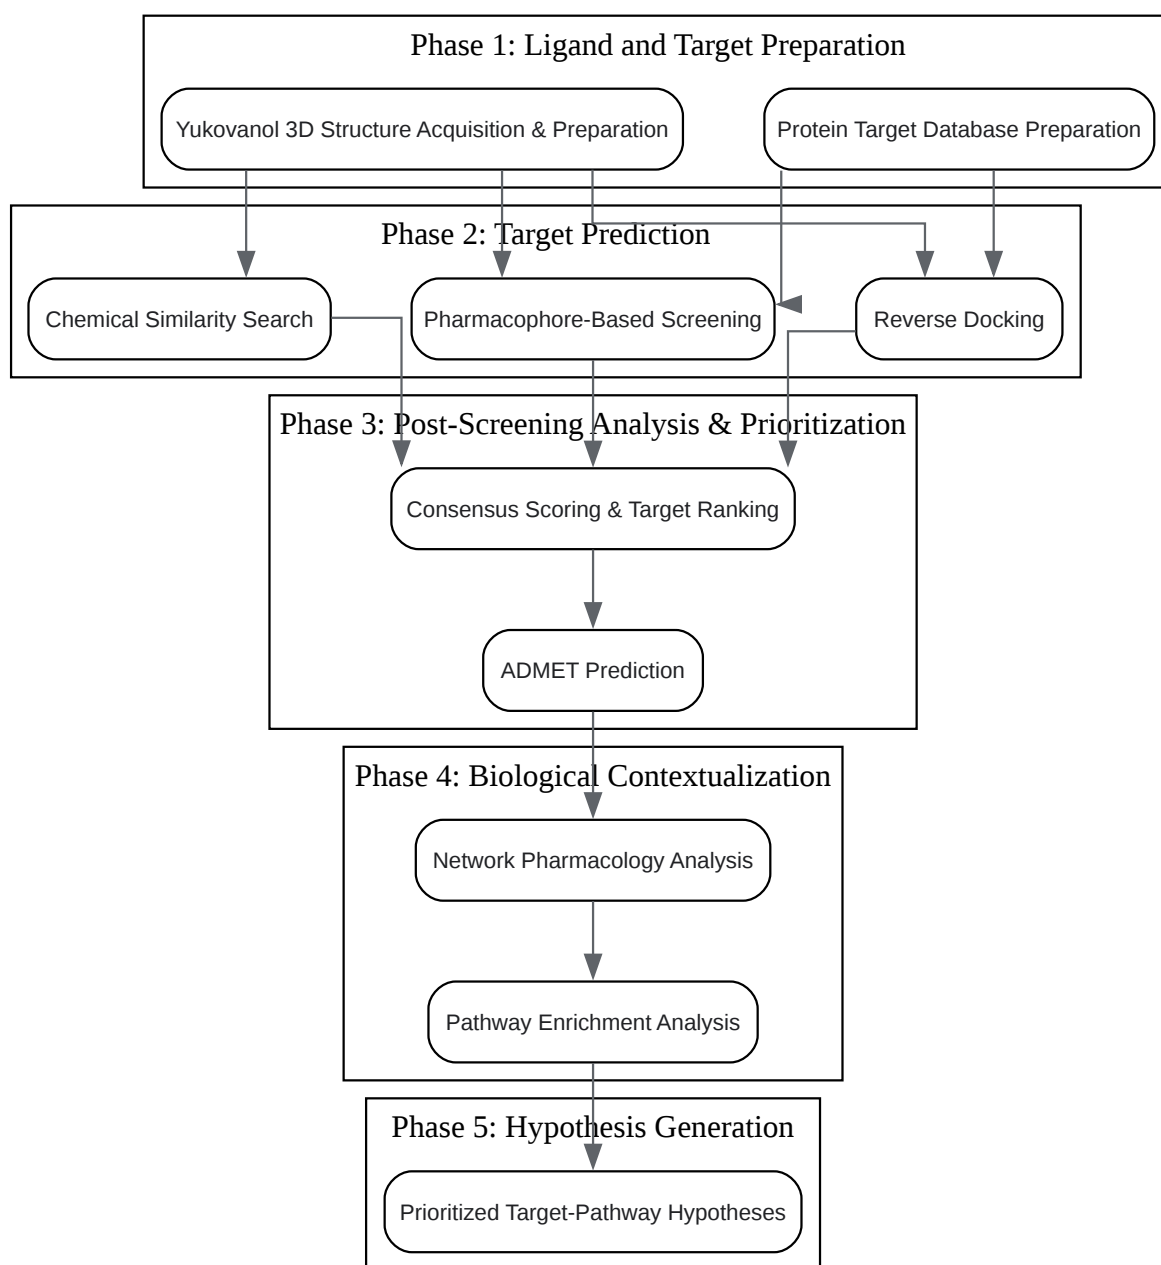 Phase 1: Ligand and Target Preparation
Yukovanol 3D Structure Acquisition & Preparation
Protein Target Database Preparation
Phase 2: Target Prediction
Chemical Similarity Search
Pharmacophore-Based Screening
Reverse Docking
Phase 3: Post-Screening Analysis & Prioritization
Consensus Scoring & Target Ranking
ADMET Prediction
Phase 4: Biological Contextualization
Network Pharmacology Analysis
Pathway Enrichment Analysis
Phase 5: Hypothesis Generation
Prioritized Target-Pathway Hypotheses